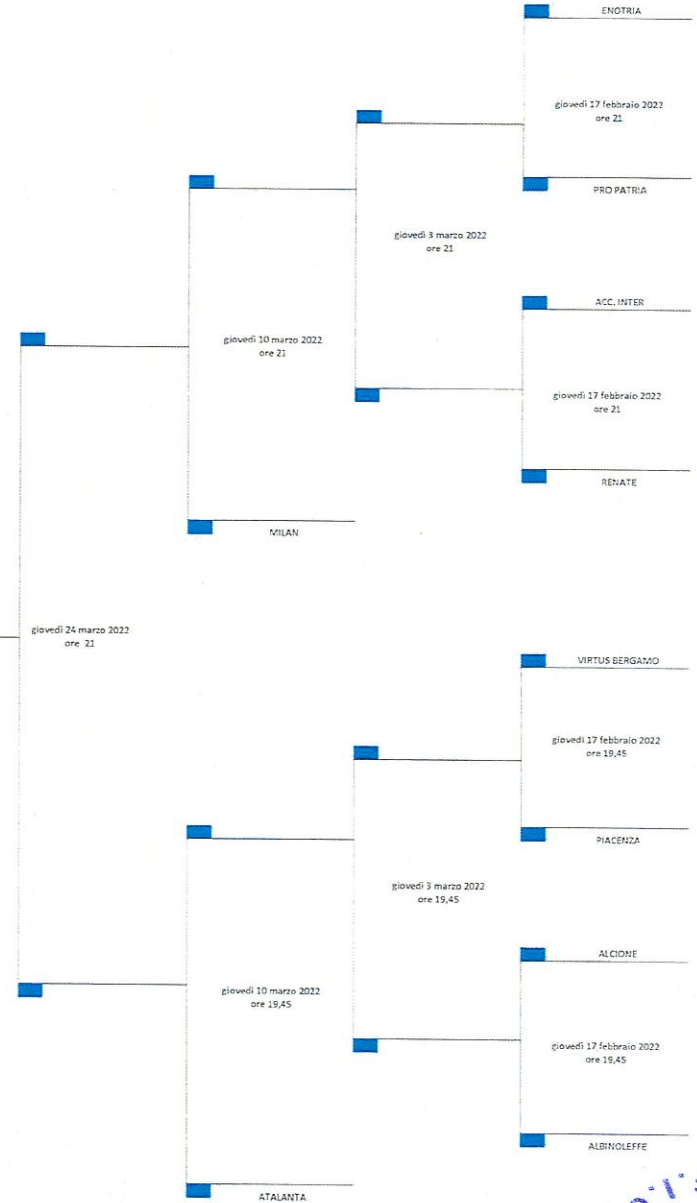 ENOTRIA
giovedì 17 febbraio 2022
ore 21
PRO PATRIA
giovedì 3 marzo 2022
ore 21
ACC. INTER
giovedì 10 marzo 2022
ore 21
giovedì 17 febbraio 2022
ore 21
RENATE
MILAN
giovedì 24 marzo 2022
ore 21
VIRTUS BERGAMO
giovedì 17 febbraio 2022
ore 19,45
PIACENZA
giovedì 3 marzo 2022
ore 19,45
ALCIONE
giovedì 10 marzo 2022
ore 19,45
giovedì 17 febbraio 2022
ore 19,45
ALBINOLEFFE
ATALANTA